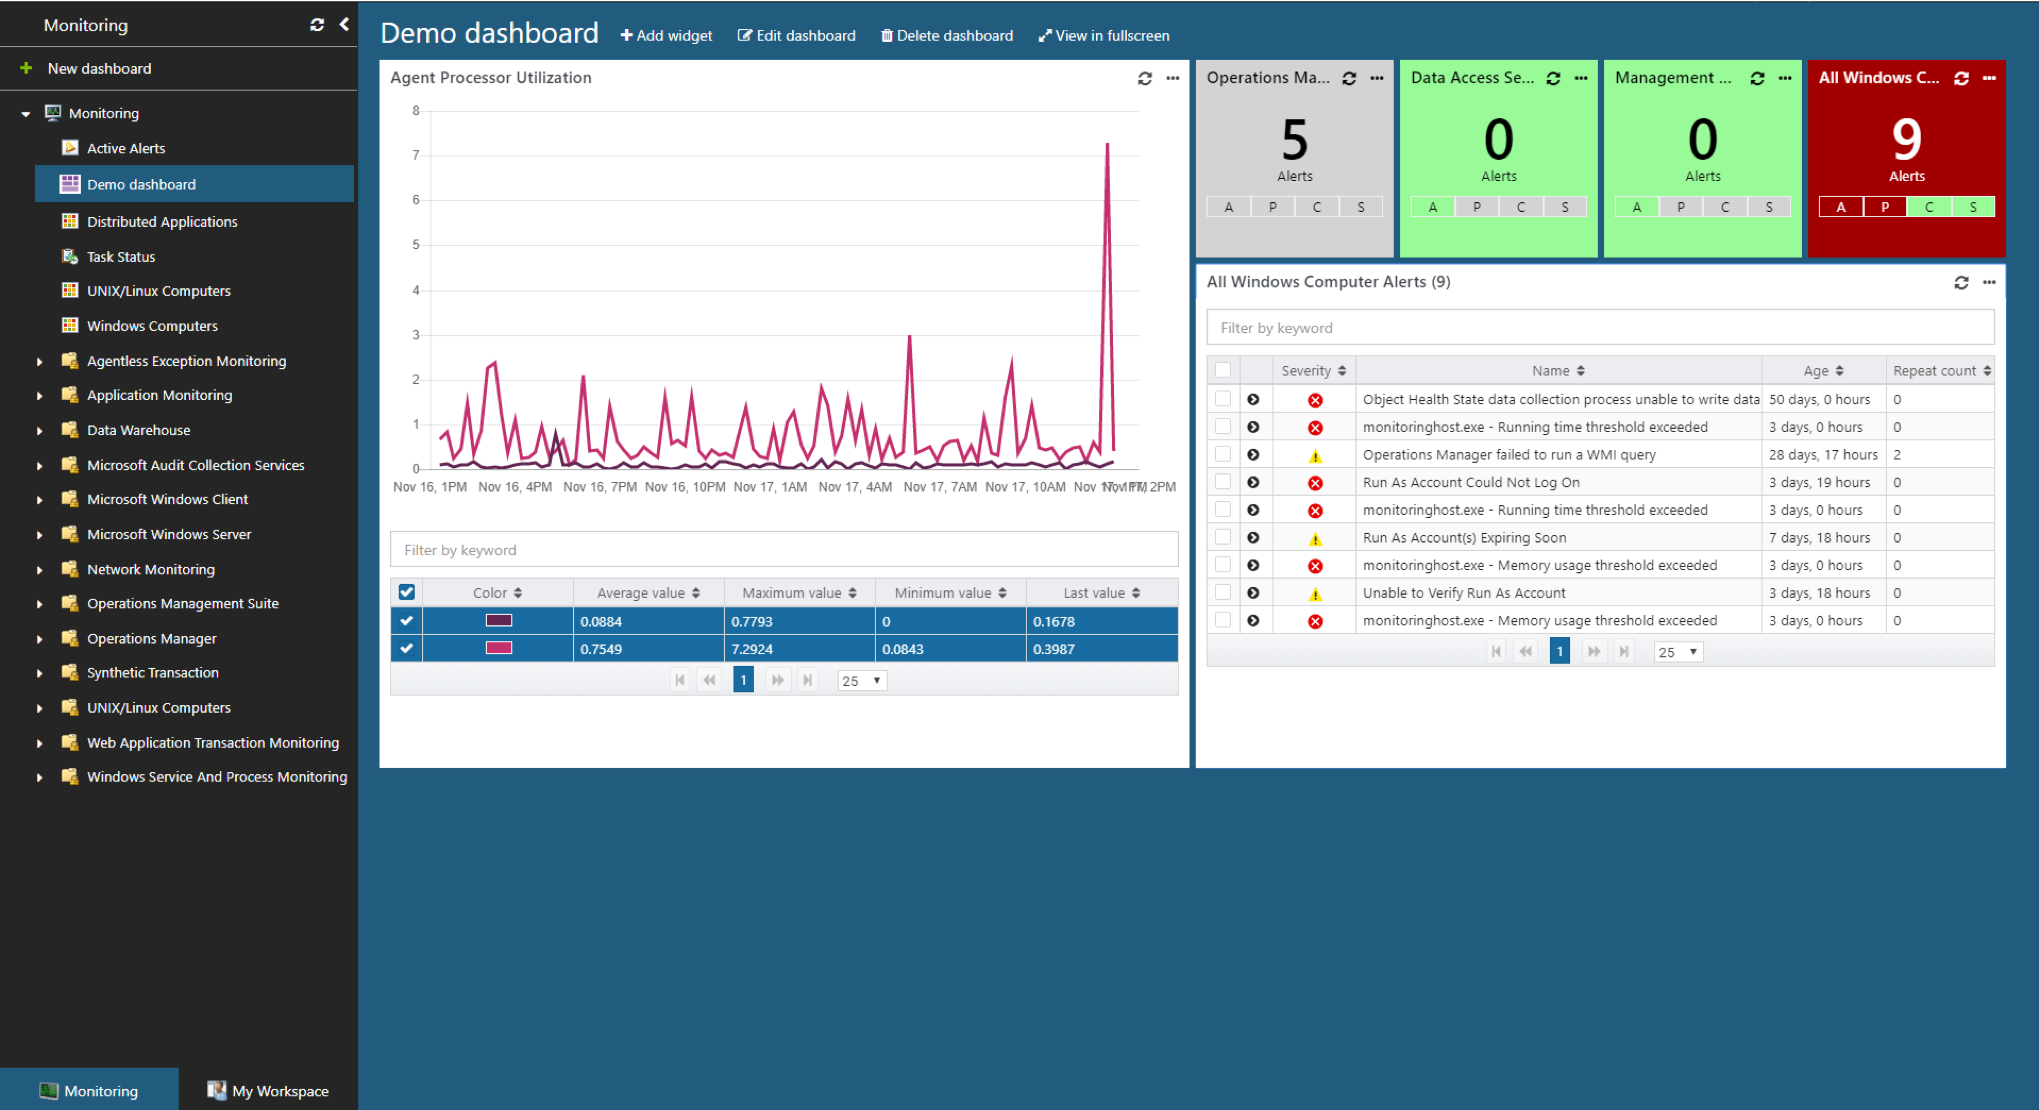 Monitoring
New dashboard
Monitoring
Active Alerts
Demo dashboard
Distributed Applications
Task Status
UNIX/Linux Computers
Windows Computers
Agentless Exception Monitoring
Application Monitoring
Data Warehouse
Microsoft Audit Collection Services
Microsoft Windows Client
Microsoft Windows Server
Network Monitoring
Operations Management Suite
Operations Manager
Synthetic Transaction
UNIX/Linux Computers
Web Application Transaction Monitoring
Windows Service And Process Monitoring
Monitoring My Workspace
Demo dashboard Add widget Edit dashboard Delete dashboard View in fullscreen
Agent Processor Utilization
8
7
6
5
4
3
2
1
0
Nov 16, 1PM Nov 16, 4PM Nov 16, 7PM Nov 16, 10PM Nov 17, 1AM Nov 17, 4AM Nov 17, 7AM Nov 17, 10AM Nov 17, 1PM Nov 17, 2PM
Filter by keyword
Color Average value Maximum value Minimum value Last value
0.0884 0.7793 0 0.1678
0.7549 7.2924 0.0843 0.3987
1 25
Operations Ma...
5
Alerts
A P C S
Data Access Se...
0
Alerts
A P C S
Management ...
0
Alerts
A P C S
All Windows C...
9
Alerts
A P C S
All Windows Computer Alerts (9)
Filter by keyword
Severity Name Age Repeat count
Object Health State data collection process unable to write data 50 days, 0 hours 0
monitoringhost.exe - Running time threshold exceeded 3 days, 0 hours 0
Operations Manager failed to run a WMI query 28 days, 17 hours 2
Run As Account Could Not Log On 3 days, 19 hours 0
monitoringhost.exe - Running time threshold exceeded 3 days, 0 hours 0
Run As Account(s) Expiring Soon 7 days, 18 hours 0
monitoringhost.exe - Memory usage threshold exceeded 3 days, 0 hours 0
Unable to Verify Run As Account 3 days, 18 hours 0
monitoringhost.exe - Memory usage threshold exceeded 3 days, 0 hours 0
1 25